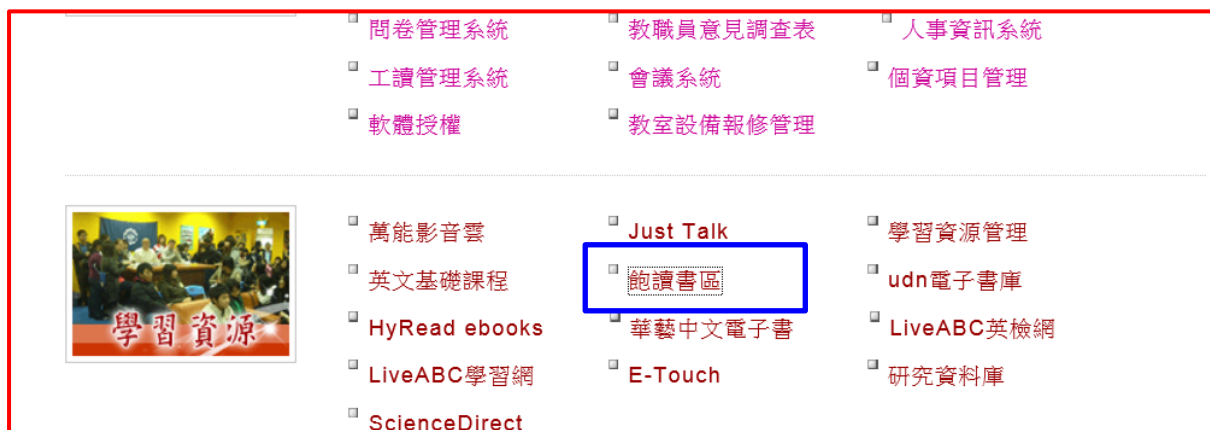 問卷管理系統 教職員意見調查表 人事資訊系統
工讀管理系統 會議系統 個資項目管理
軟體授權 教室設備報修管理
學習資源
萬能影音雲 Just Talk 學習資源管理
英文基礎課程 飽讀書區 udn電子書庫
HyRead ebooks 華藝中文電子書 LiveABC英檢網
LiveABC學習網 E-Touch 研究資料庫
ScienceDirect